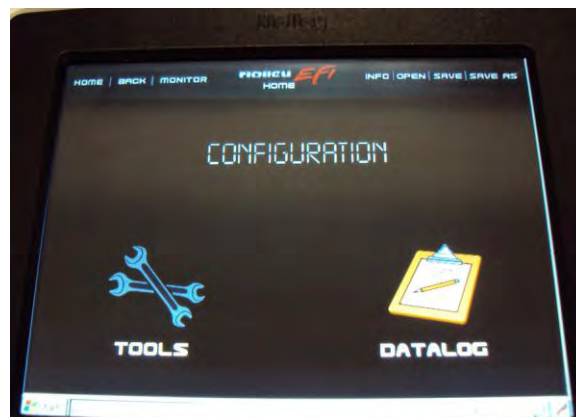 HOME | BACK | MONITOR
HOLLEY EFI
HOME
INFO | OPEN | SAVE | SAVE AS
CONFIGURATION
TOOLS
DATALOG